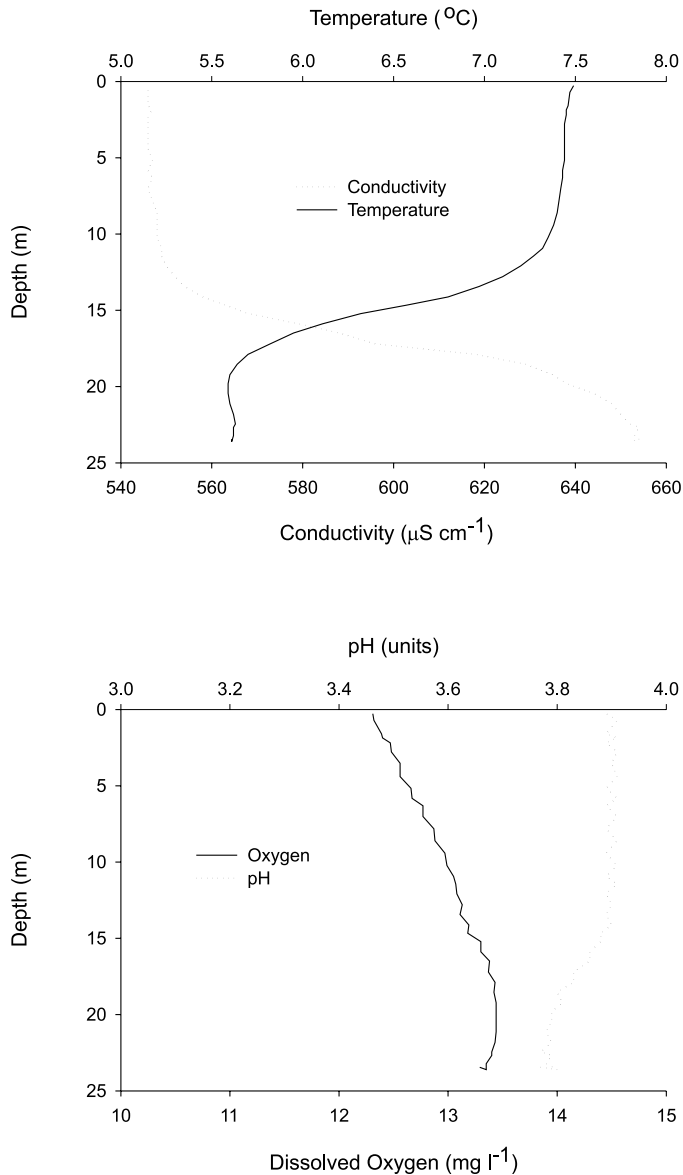 Temperature (ºC)
5.0 5.5 6.0 6.5 7.0 7.5 8.0
0
5
10
15
20
25
Depth (m)
Conductivity
Temperature
540 560 580 600 620 640 660
Conductivity (μS cm⁻¹)
pH (units)
3.0 3.2 3.4 3.6 3.8 4.0
0
5
10
15
20
25
Depth (m)
Oxygen
pH
10 11 12 13 14 15
Dissolved Oxygen (mg l⁻¹)